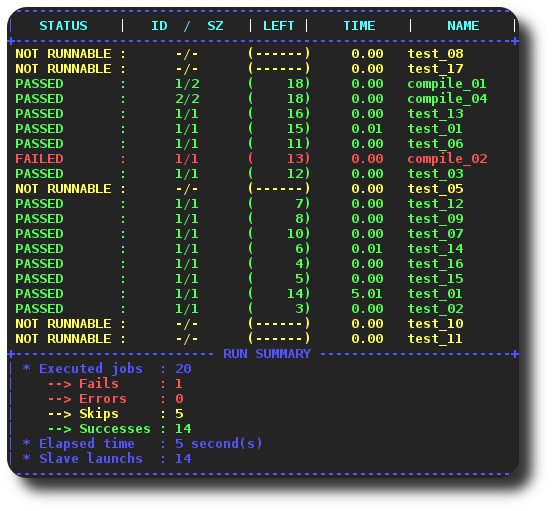 STATUS | ID / SZ | LEFT | TIME | NAME |
NOT RUNNABLE : -/- (------) 0.00 test_08
NOT RUNNABLE : -/- (------) 0.00 test_17
PASSED : 1/2 ( 18) 0.00 compile_01
PASSED : 2/2 ( 18) 0.00 compile_04
PASSED : 1/1 ( 16) 0.00 test_13
PASSED : 1/1 ( 15) 0.01 test_01
PASSED : 1/1 ( 11) 0.00 test_06
FAILED : 1/1 ( 13) 0.00 compile_02
PASSED : 1/1 ( 12) 0.00 test_03
NOT RUNNABLE : -/- (------) 0.00 test_05
PASSED : 1/1 ( 7) 0.00 test_12
PASSED : 1/1 ( 8) 0.00 test_09
PASSED : 1/1 ( 10) 0.00 test_07
PASSED : 1/1 ( 6) 0.01 test_14
PASSED : 1/1 ( 4) 0.00 test_16
PASSED : 1/1 ( 5) 0.00 test_15
PASSED : 1/1 ( 14) 5.01 test_01
PASSED : 1/1 ( 3) 0.00 test_02
NOT RUNNABLE : -/- (------) 0.00 test_10
NOT RUNNABLE : -/- (------) 0.00 test_11
RUN SUMMARY
* Executed jobs : 20
--> Fails : 1
--> Errors : 0
--> Skips : 5
--> Successes : 14
* Elapsed time : 5 second(s)
* Slave launchs : 14